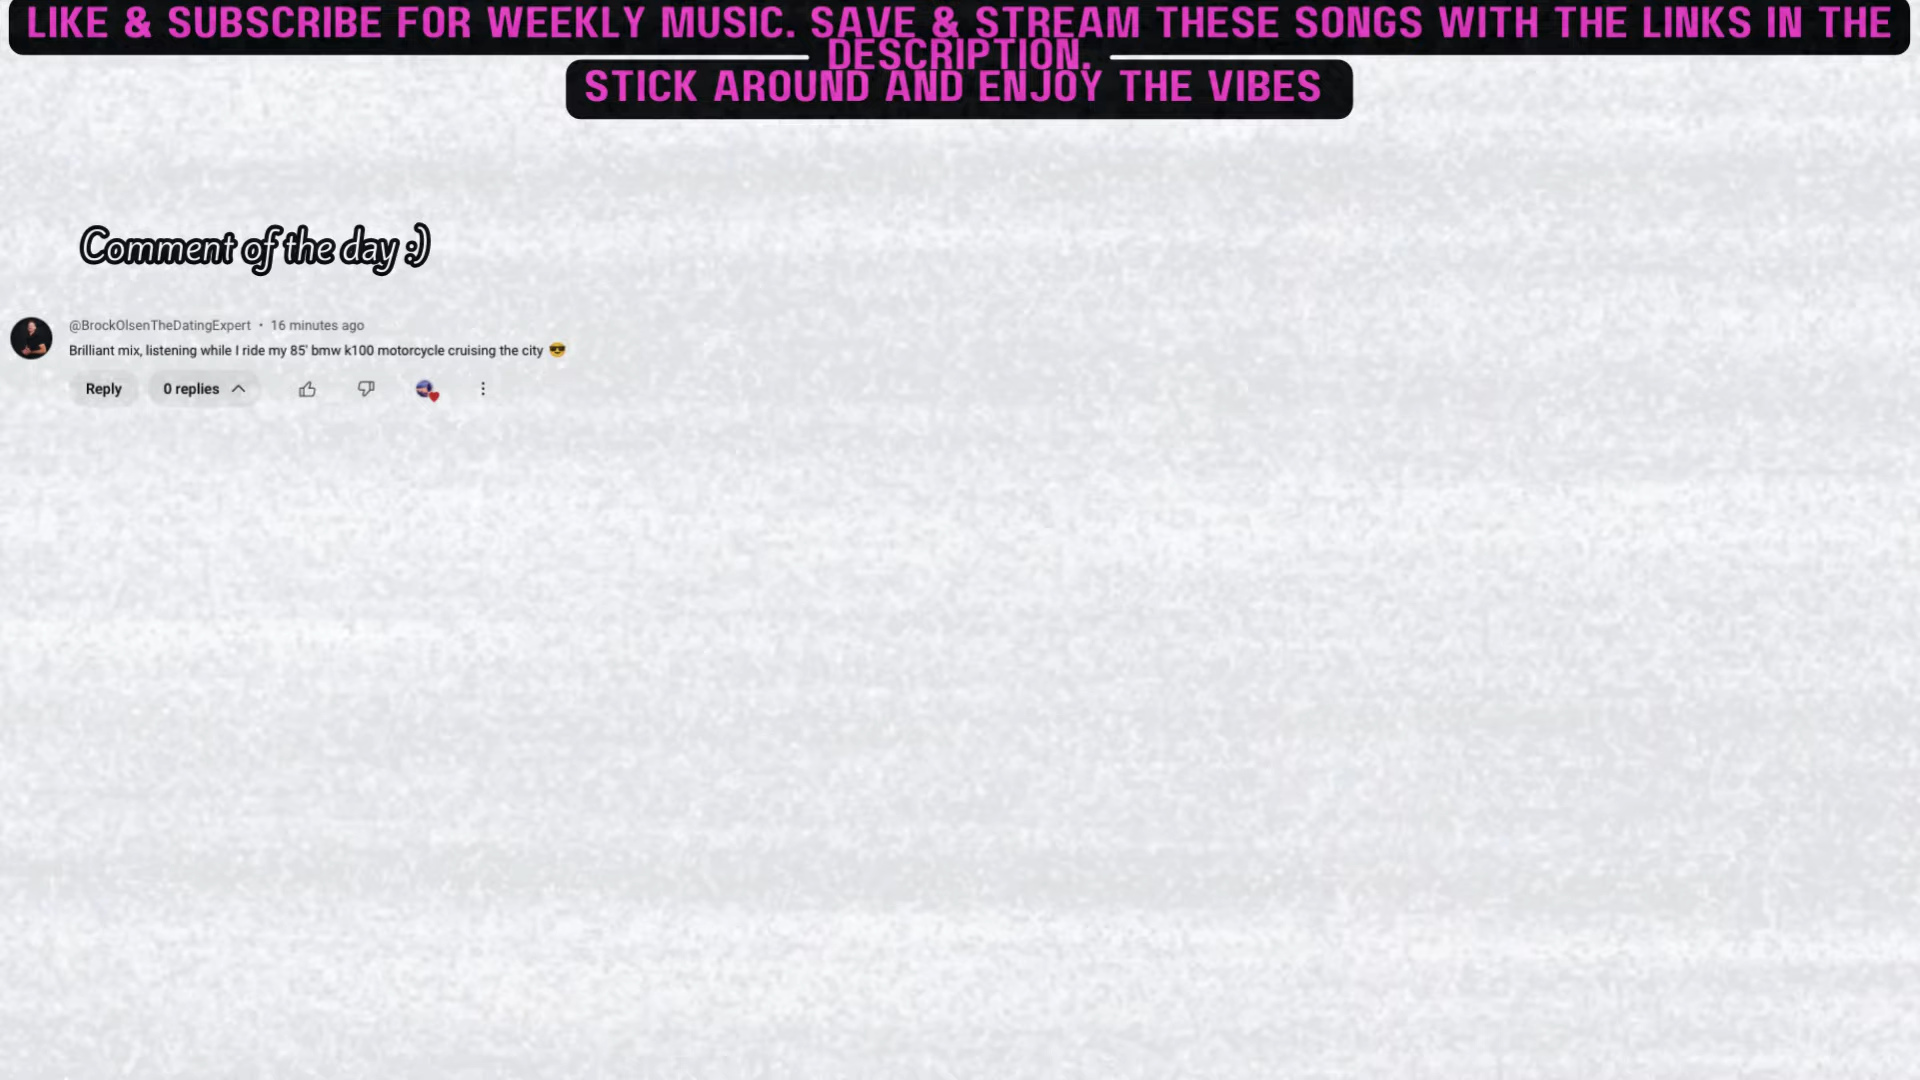 LIKE & SUBSCRIBE FOR WEEKLY MUSIC. SAVE & STREAM THESE SONGS WITH THE LINKS IN THE
DESCRIPTION.
STICK AROUND AND ENJOY THE VIBES
Comment of the day :)
@BrockOlsenTheDatingExpert • 16 minutes ago
Brilliant mix, listening while I ride my 85' bmw k100 motorcycle cruising the city 😎
Reply 0 replies